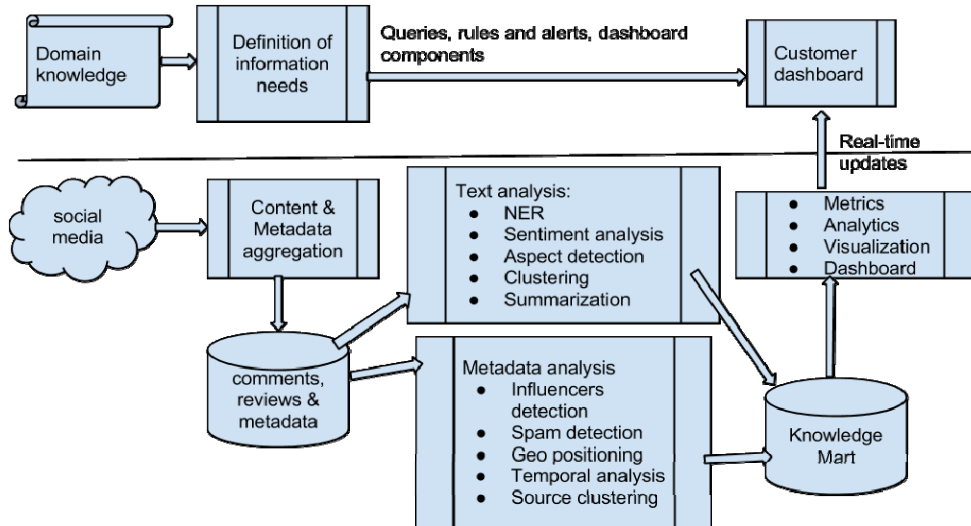 Domain
knowledge
Definition of
information
needs
Queries, rules and alerts, dashboard
components
Customer
dashboard
Real-time
updates
social
media
Content &
Metadata
aggregation
Text analysis:
● NER
● Sentiment analysis
● Aspect detection
● Clustering
● Summarization
● Metrics
● Analytics
● Visualization
● Dashboard
comments,
reviews &
metadata
Metadata analysis
● Influencers
detection
● Spam detection
● Geo positioning
● Temporal analysis
● Source clustering
Knowledge
Mart